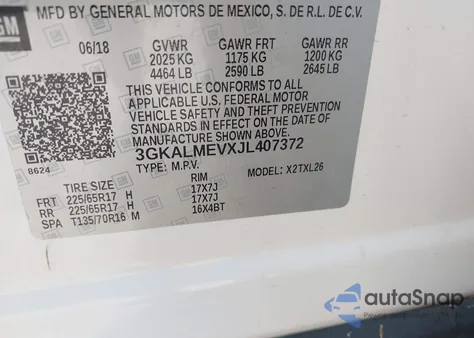 GM
MFD BY GENERAL MOTORS DE MEXICO, S. DE R.L. DE C.V.
06/18 GVWR GAWR FRT GAWR RR
2025 KG 1175 KG 1200 KG
4464 LB 2590 LB 2645 LB
THIS VEHICLE CONFORMS TO ALL
APPLICABLE U.S. FEDERAL MOTOR
VEHICLE SAFETY AND THEFT PREVENTION
STANDARDS IN EFFECT ON THE DATE OF
MANUFACTURE SHOWN ABOVE.
8624 3GKALMEVXJL407372
TYPE: M.P.V. MODEL: X2TXL26
TIRE SIZE RIM
FRT 225/65R17 H 17X7J
RR 225/65R17 H 17X7J
SPA T135/70R16 M 16X4BT
autoSnap